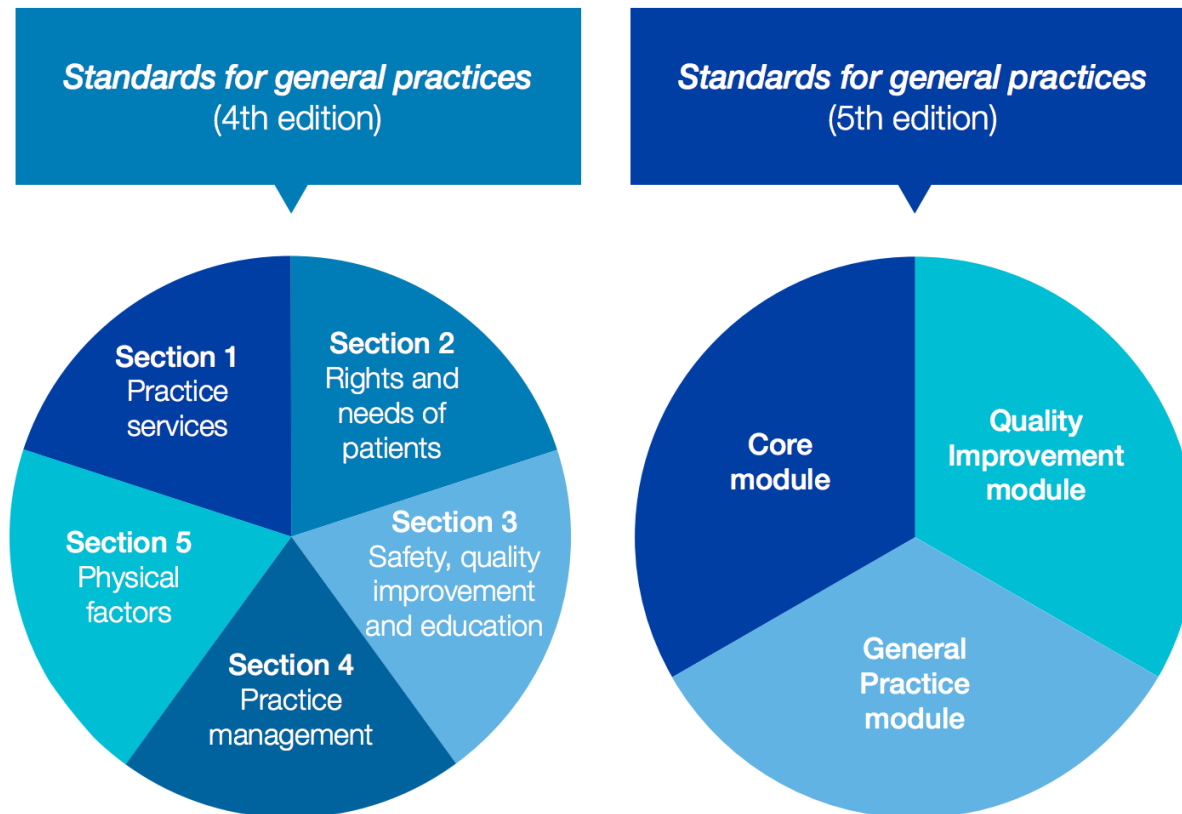 Standards for general practices
(4th edition)
Standards for general practices
(5th edition)
Section 1
Practice
services
Section 2
Rights and
needs of
patients
Section 3
Safety, quality
improvement
and education
Section 4
Practice
management
Section 5
Physical
factors
Core
module
Quality
Improvement
module
General
Practice
module